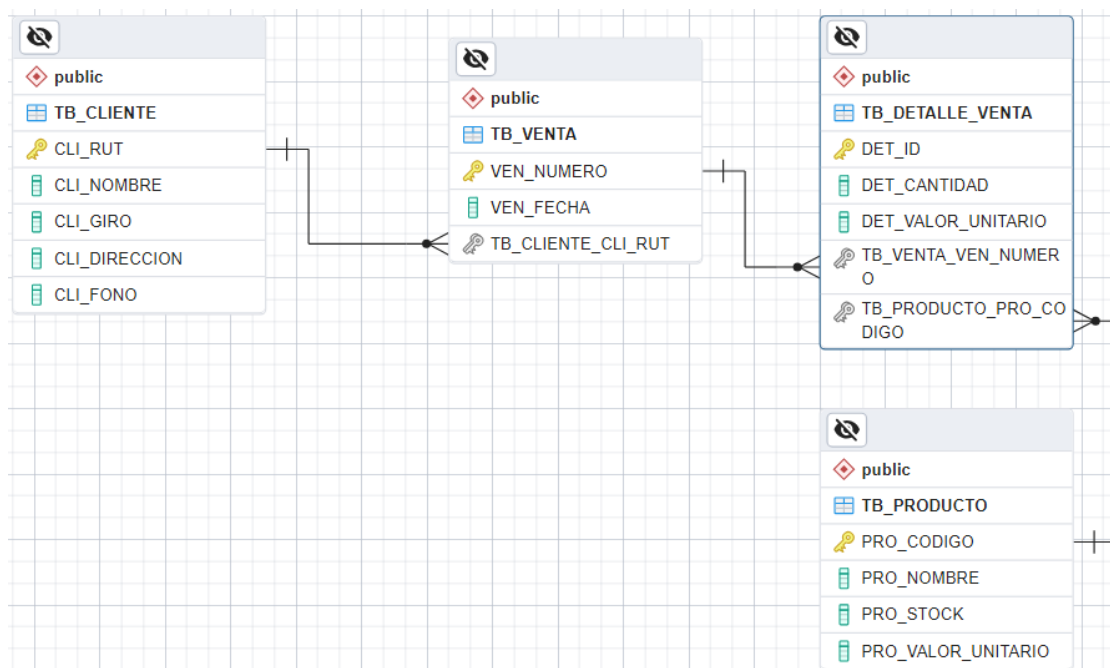 public
TB_CLIENTE
CLI_RUT
CLI_NOMBRE
CLI_GIRO
CLI_DIRECCION
CLI_FONO
public
TB_VENTA
VEN_NUMERO
VEN_FECHA
TB_CLIENTE_CLI_RUT
public
TB_DETALLE_VENTA
DET_ID
DET_CANTIDAD
DET_VALOR_UNITARIO
TB_VENTA_VEN_NUMER
O
TB_PRODUCTO_PRO_CO
DIGO
public
TB_PRODUCTO
PRO_CODIGO
PRO_NOMBRE
PRO_STOCK
PRO_VALOR_UNITARIO